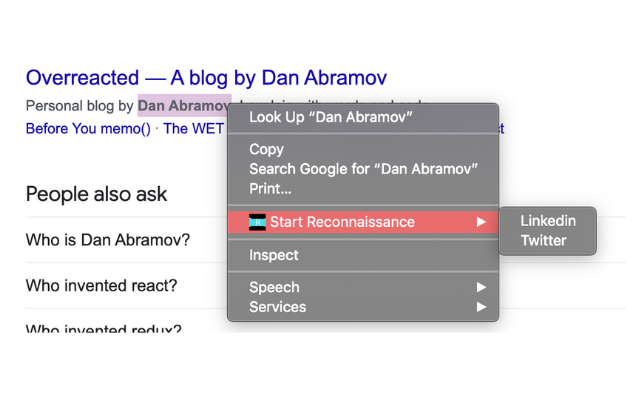 Overreacted — A blog by Dan Abramov
Personal blog by Dan Abramov
Before You memo() · The WET
Look Up “Dan Abramov”
Copy
Search Google for “Dan Abramov”
Print...
R Start Reconnaissance
Linkedin
Twitter
Inspect
Speech
Services
People also ask
Who is Dan Abramov?
Who invented react?
Who invented redux?